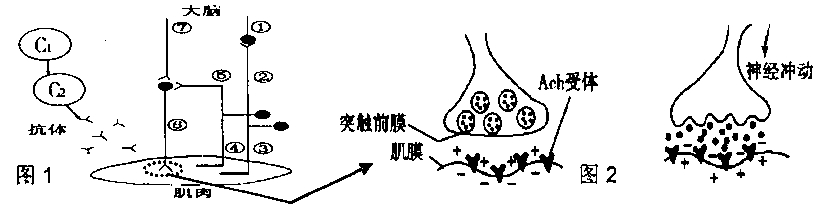 大脑
⑦
①
C₁
C₂
②
⑤
抗体
⑥
④
③
图1
肌肉
Ach受体
突触前膜
肌膜
+ + + +
- - - -
图2
神经冲动
- - - -
+ + +